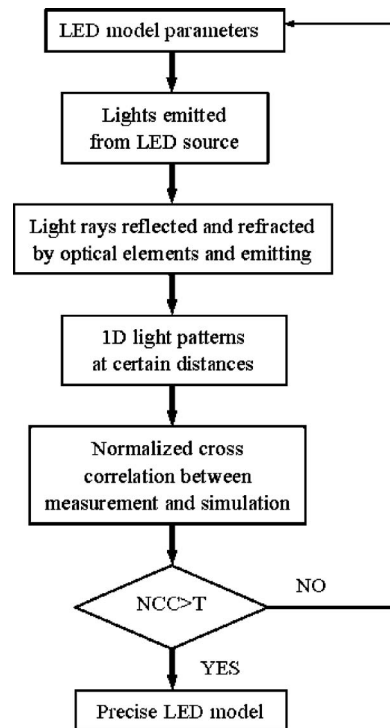 LED model parameters
Lights emitted
from LED source
Light rays reflected and refracted
by optical elements and emitting
1D light patterns
at certain distances
Normalized cross
correlation between
measurement and simulation
NCC>T
NO
YES
Precise LED model